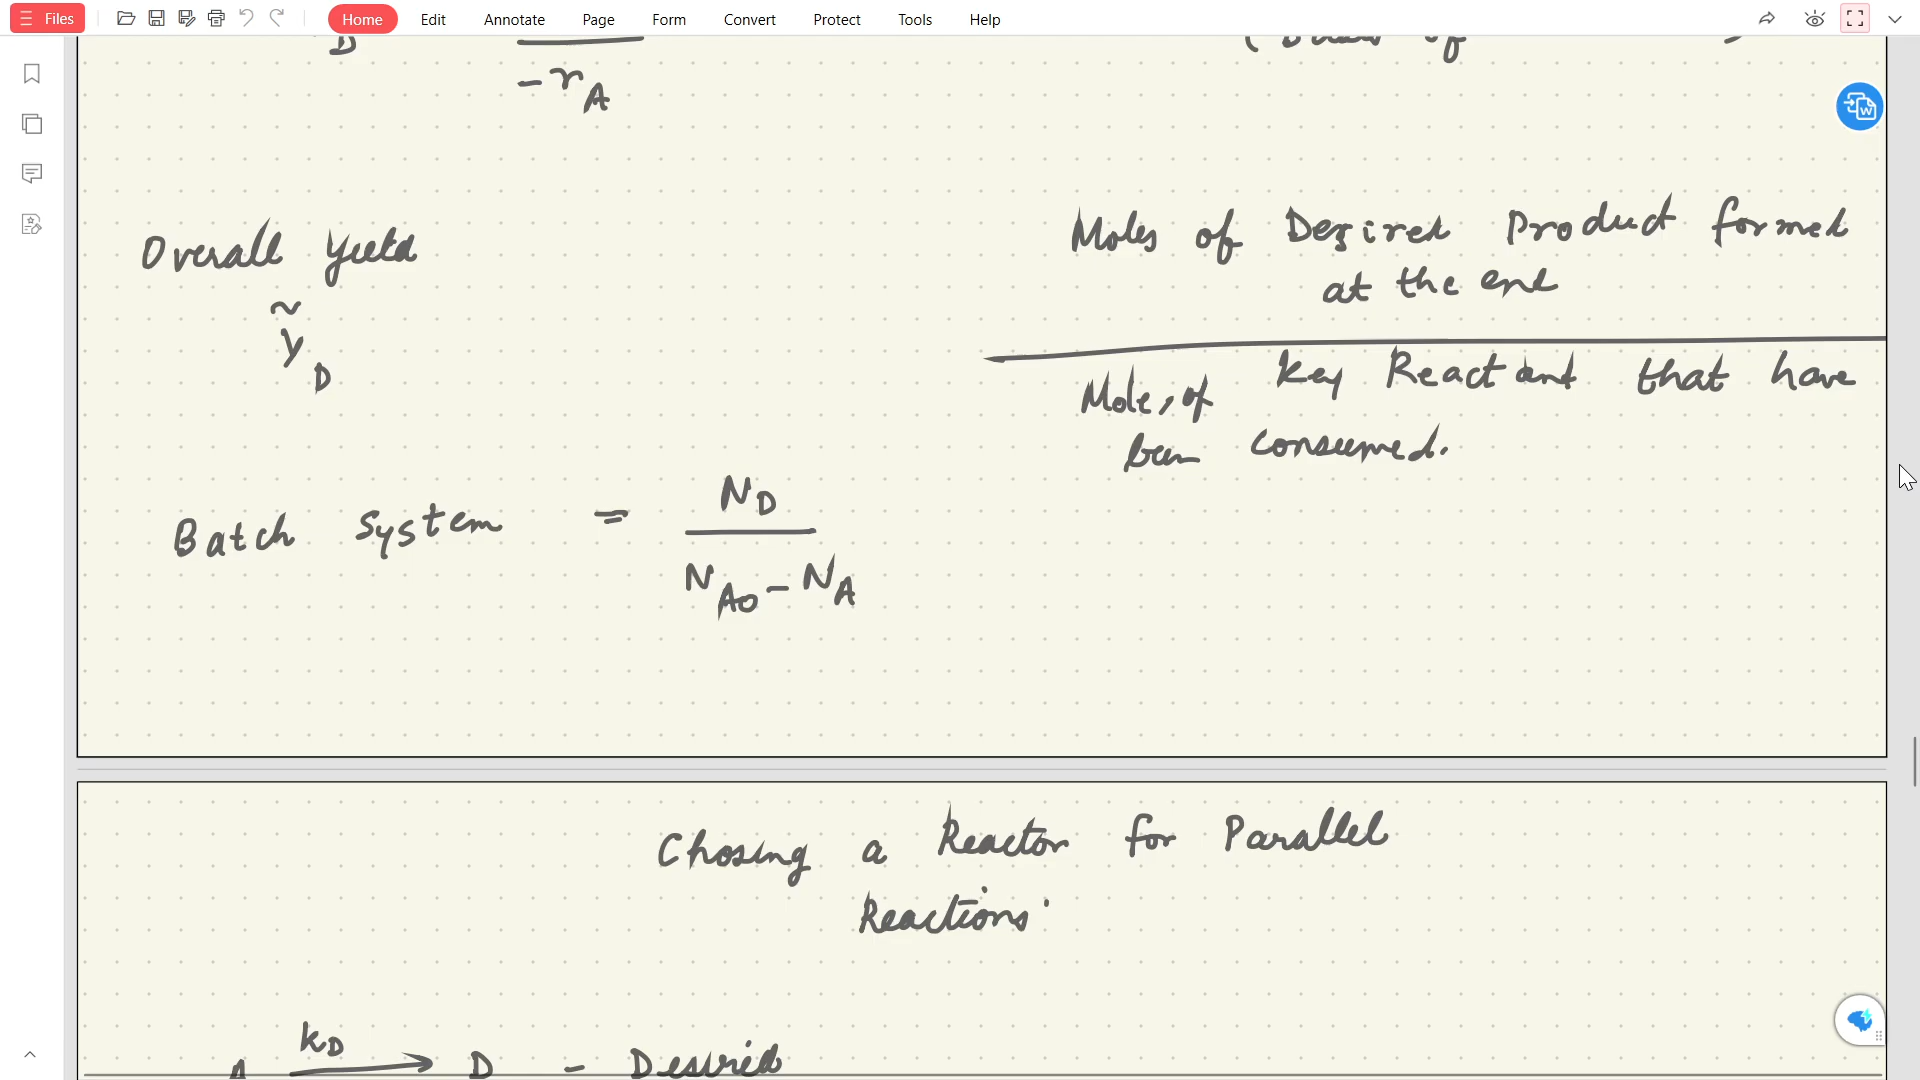 Files Home Edit Annotate Page Form Convert Protect Tools Help
D
-rA
Overall yield
~
YD
Moles of Desired Product formed
at the end
Moles of Key Reactant that have
been consumed.
Batch system = ND
NA0 - NA
Chosing a Reactor for Parallel
Reactions
kD
A → D - Desired